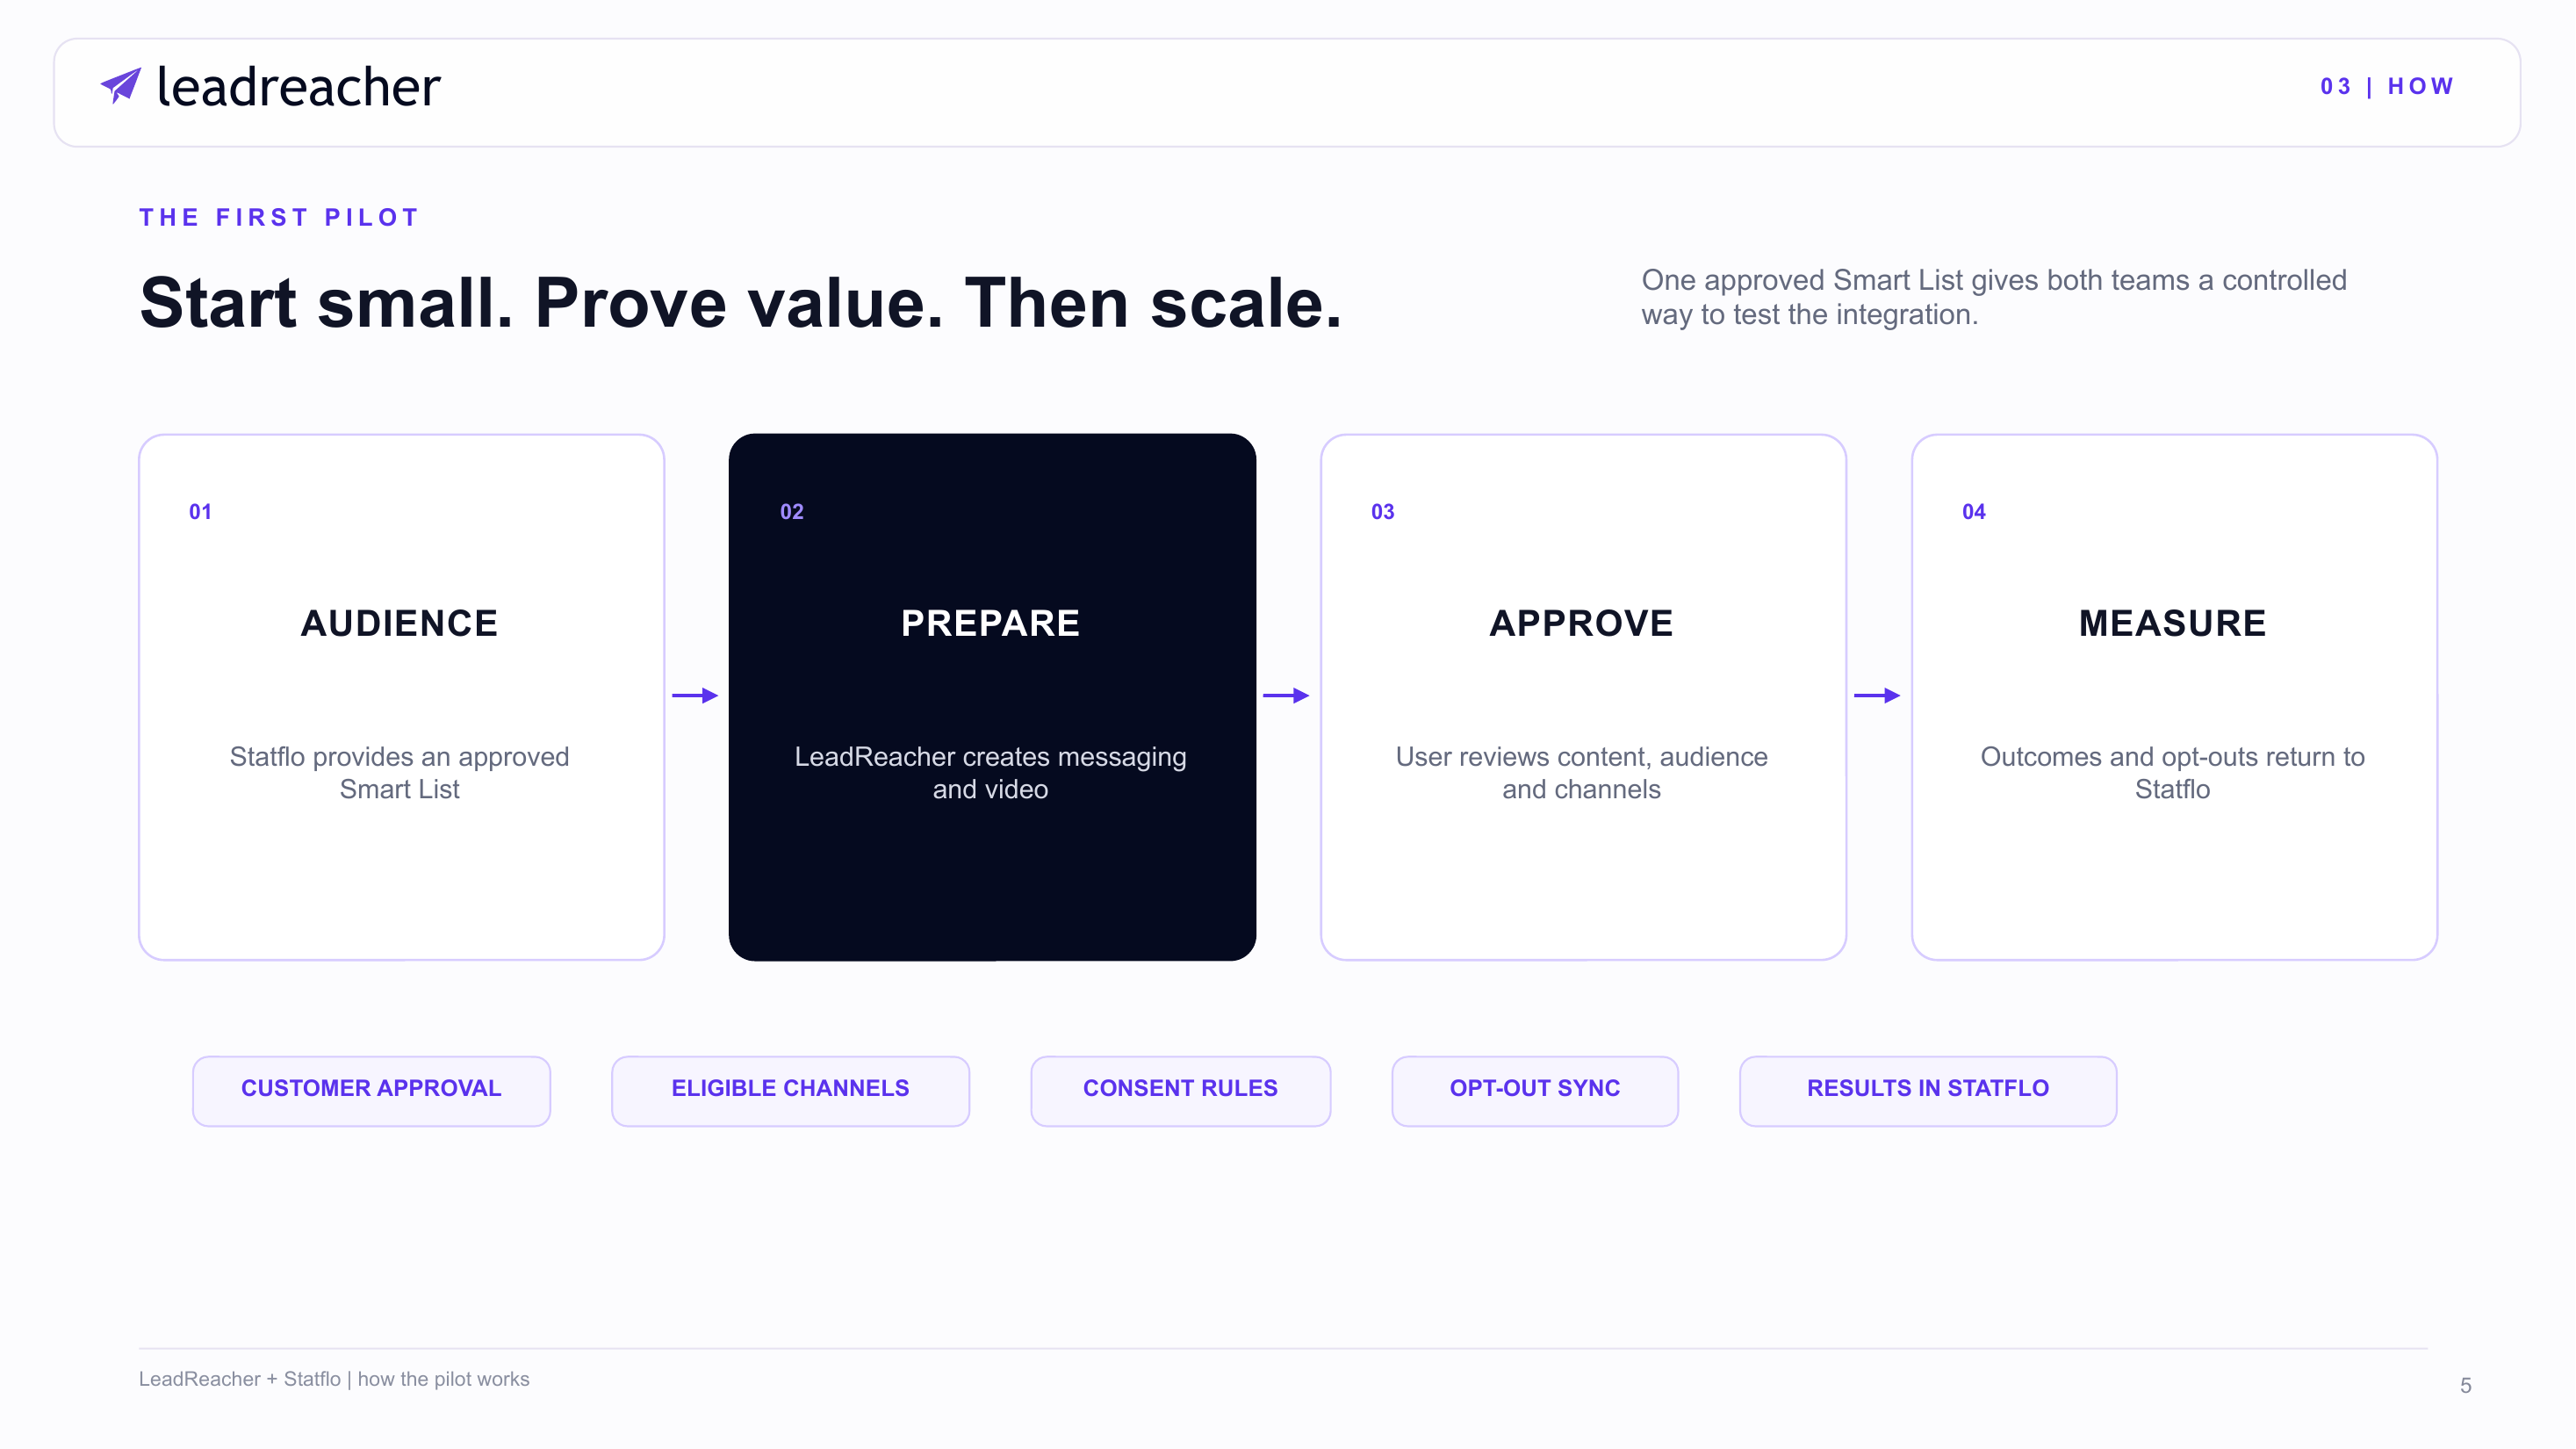 leadreacher
03 | HOW
THE FIRST PILOT
Start small. Prove value. Then scale.
One approved Smart List gives both teams a controlled
way to test the integration.
01
AUDIENCE
Statflo provides an approved
Smart List
02
PREPARE
LeadReacher creates messaging
and video
03
APPROVE
User reviews content, audience
and channels
04
MEASURE
Outcomes and opt-outs return to
Statflo
CUSTOMER APPROVAL
ELIGIBLE CHANNELS
CONSENT RULES
OPT-OUT SYNC
RESULTS IN STATFLO
LeadReacher + Statflo | how the pilot works
5